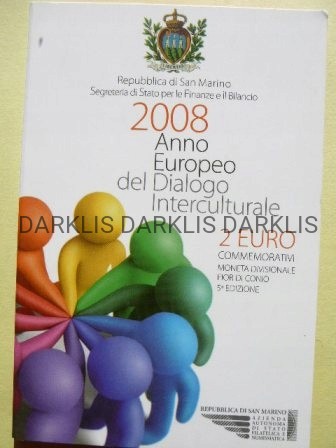 LIBERTAS
Repubblica di San Marino
Segreteria di Stato per le Finanze e il Bilancio
2008
Anno
Europeo
del Dialogo
Interculturale
DARKLIS DARKLIS DARKLIS
2 EURO
COMMEMORATIVI
MONETA DIVISIONALE
FIOR DI CONIO
5ª EDIZIONE
REPUBBLICA DI SAN MARINO
AZIENDA
AUTONOMA
DI STATO
FILATELICA E
NUMISMATICA